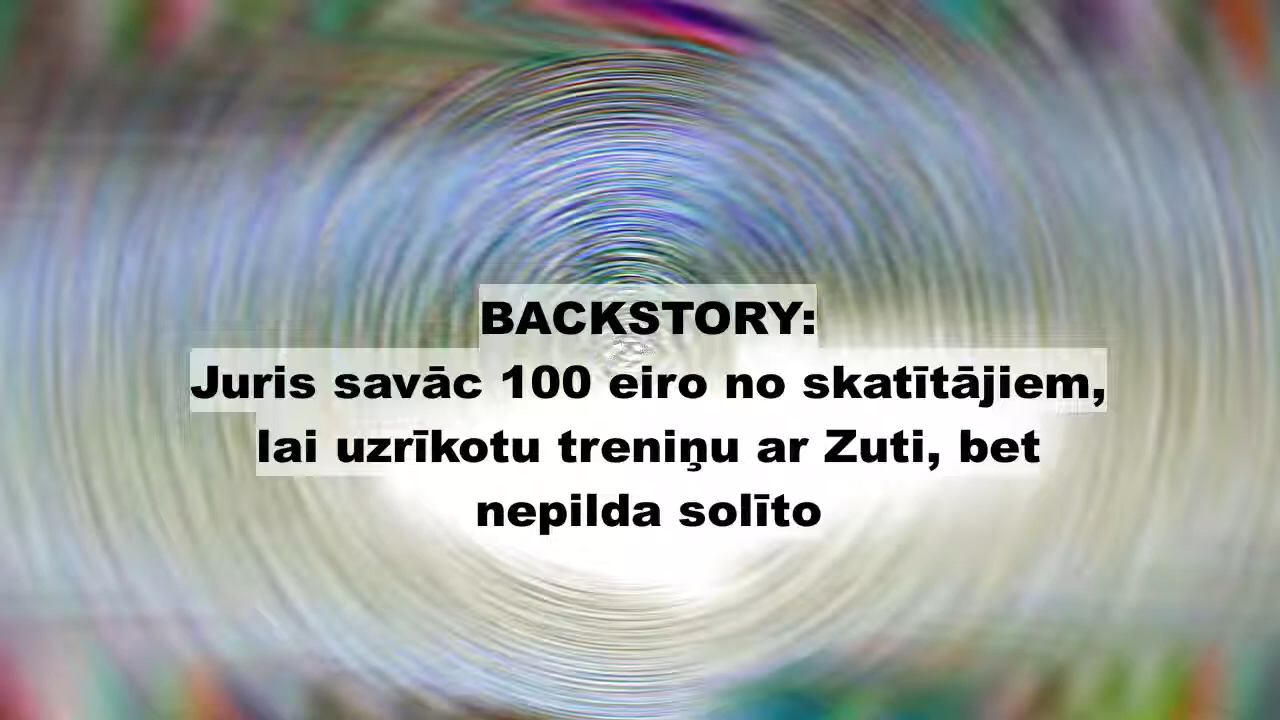 BACKSTORY:
Juris savāc 100 eiro no skatītājiem,
lai uzrīkotu treniņu ar Zuti, bet
nepilda solīto